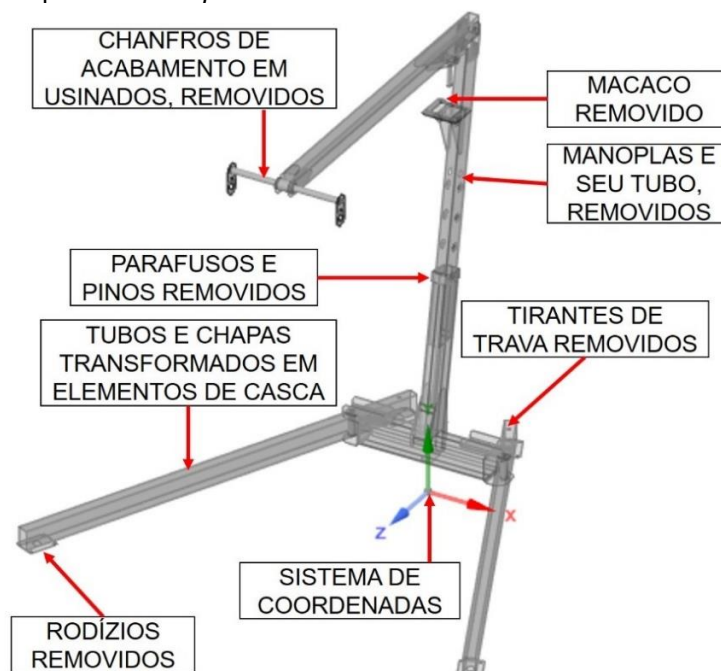 CHANFROS DE
ACABAMENTO EM
USINADOS, REMOVIDOS
MACACO
REMOVIDO
MANOPLAS E
SEU TUBO,
REMOVIDOS
PARAFUSOS E
PINOS REMOVIDOS
TIRANTES DE
TRAVA REMOVIDOS
TUBOS E CHAPAS
TRANSFORMADOS EM
ELEMENTOS DE CASCA
Z
X
SISTEMA DE
COORDENADAS
RODÍZIOS
REMOVIDOS